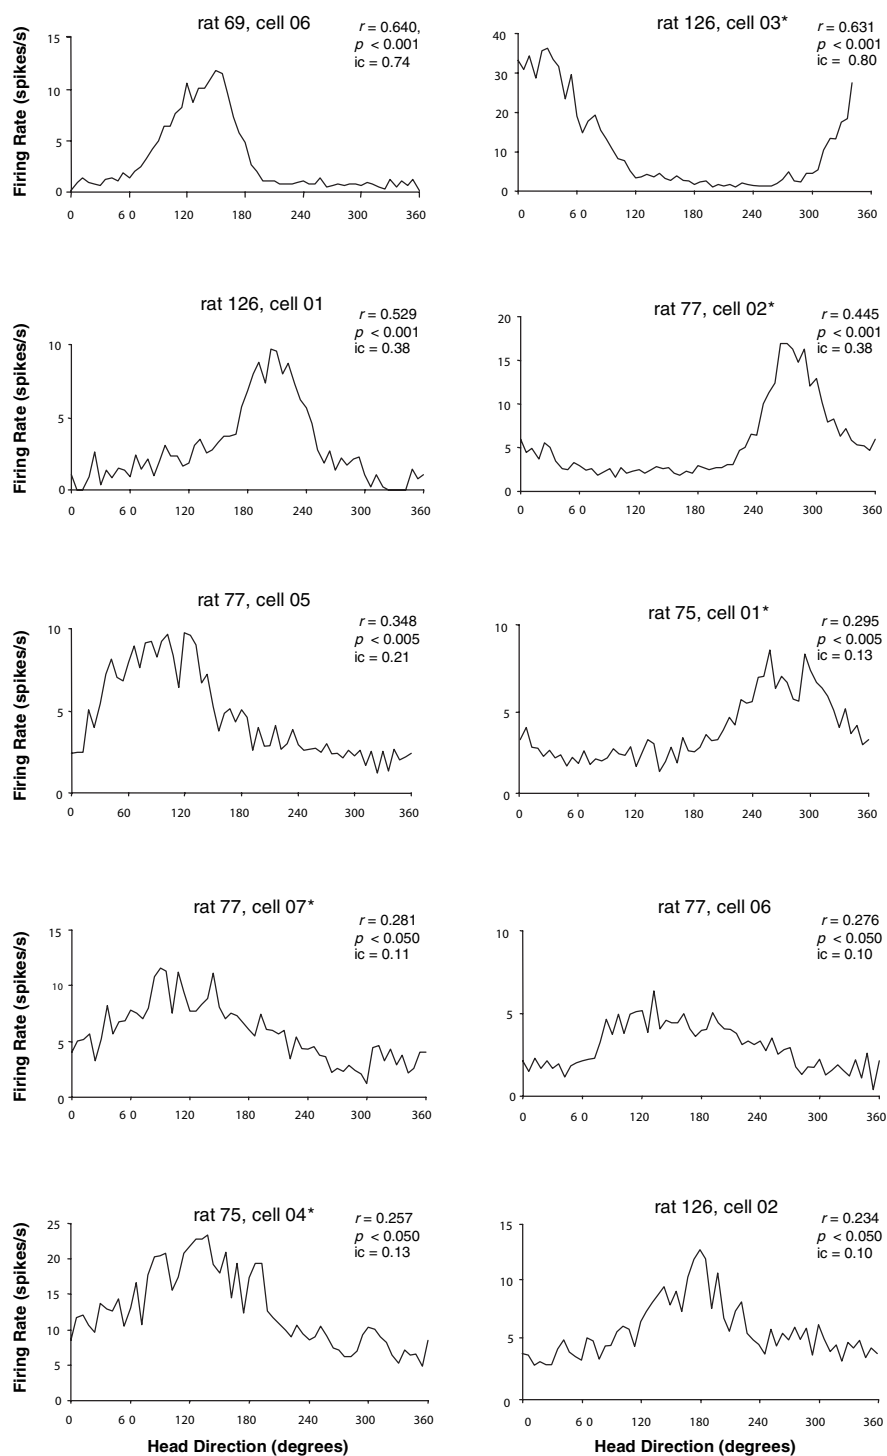 rat 69, cell 06
r = 0.640,
p < 0.001
ic = 0.74
Firing Rate (spikes/s)
15
10
5
0
0 6 0 120 180 240 300 360
rat 126, cell 03*
r = 0.631
p < 0.001
ic = 0.80
40
30
20
10
0
0 6 0 120 180 240 300 360
rat 126, cell 01
r = 0.529
p < 0.001
ic = 0.38
Firing Rate (spikes/s)
10
5
0
0 6 0 120 180 240 300 360
rat 77, cell 02*
r = 0.445
p < 0.001
ic = 0.38
20
15
10
5
0
0 6 0 120 180 240 300 360
rat 77, cell 05
r = 0.348
p < 0.005
ic = 0.21
Firing Rate (spikes/s)
10
5
0
0 60 120 180 240 300 360
rat 75, cell 01*
r = 0.295
p < 0.005
ic = 0.13
10
5
0
0 6 0 120 180 240 300 360
rat 77, cell 07*
r = 0.281
p < 0.050
ic = 0.11
Firing Rate (spikes/s)
15
10
5
0
0 6 0 120 180 240 300 360
rat 77, cell 06
r = 0.276
p < 0.050
ic = 0.10
10
5
0
0 6 0 120 180 240 300 360
rat 75, cell 04*
r = 0.257
p < 0.050
ic = 0.13
Firing Rate (spikes/s)
25
20
15
10
5
0
0 6 0 120 180 240 300 360
Head Direction (degrees)
rat 126, cell 02
r = 0.234
p < 0.050
ic = 0.10
15
10
5
0
0 6 0 120 180 240 300 360
Head Direction (degrees)